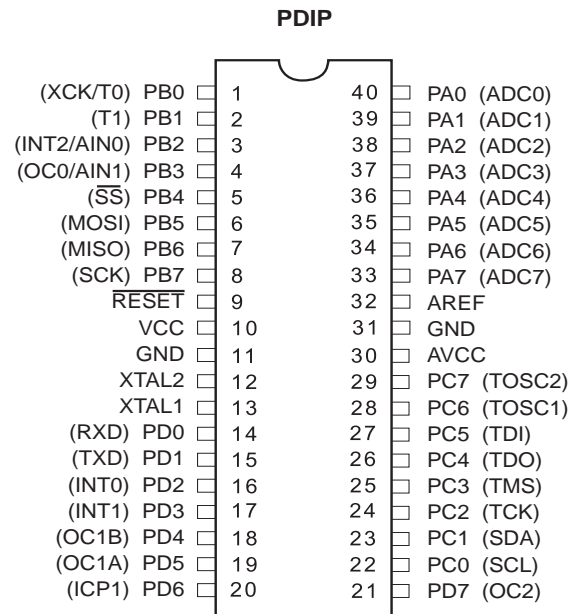 PDIP
(XCK/T0) PB0 1 40 PA0 (ADC0)
(T1) PB1 2 39 PA1 (ADC1)
(INT2/AIN0) PB2 3 38 PA2 (ADC2)
(OC0/AIN1) PB3 4 37 PA3 (ADC3)
(S̅S̅) PB4 5 36 PA4 (ADC4)
(MOSI) PB5 6 35 PA5 (ADC5)
(MISO) PB6 7 34 PA6 (ADC6)
(SCK) PB7 8 33 PA7 (ADC7)
R̅E̅S̅E̅T̅ 9 32 AREF
VCC 10 31 GND
GND 11 30 AVCC
XTAL2 12 29 PC7 (TOSC2)
XTAL1 13 28 PC6 (TOSC1)
(RXD) PD0 14 27 PC5 (TDI)
(TXD) PD1 15 26 PC4 (TDO)
(INT0) PD2 16 25 PC3 (TMS)
(INT1) PD3 17 24 PC2 (TCK)
(OC1B) PD4 18 23 PC1 (SDA)
(OC1A) PD5 19 22 PC0 (SCL)
(ICP1) PD6 20 21 PD7 (OC2)